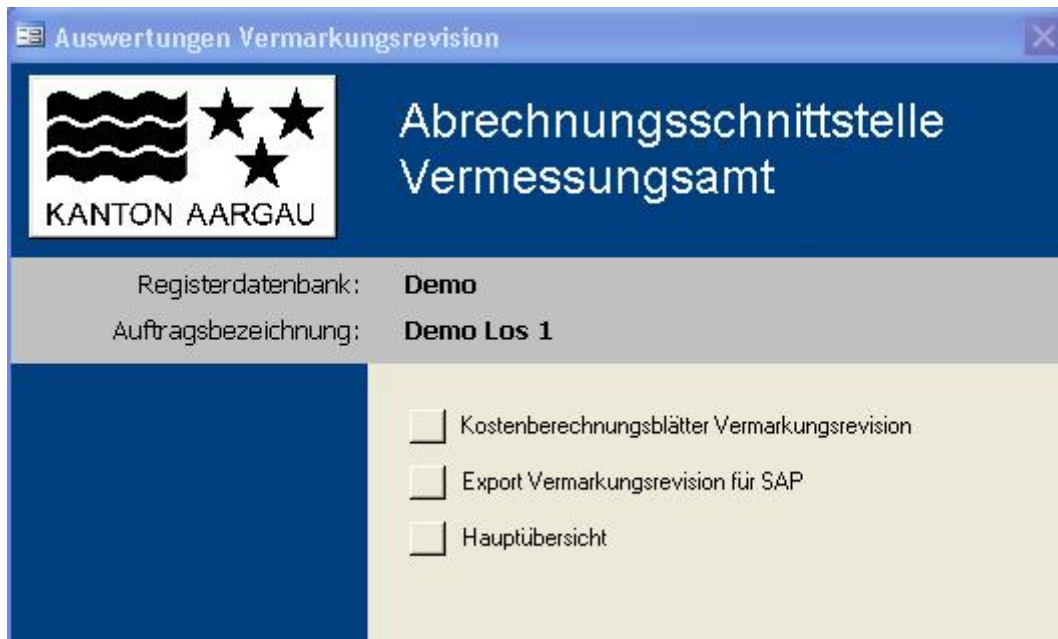 Auswertungen Vermarkungsrevision
KANTON AARGAU
Abrechnungsschnittstelle
Vermessungsamt
Registerdatenbank: Demo
Auftragsbezeichnung: Demo Los 1
Kostenberechnungsblätter Vermarkungsrevision
Export Vermarkungsrevision für SAP
Hauptübersicht